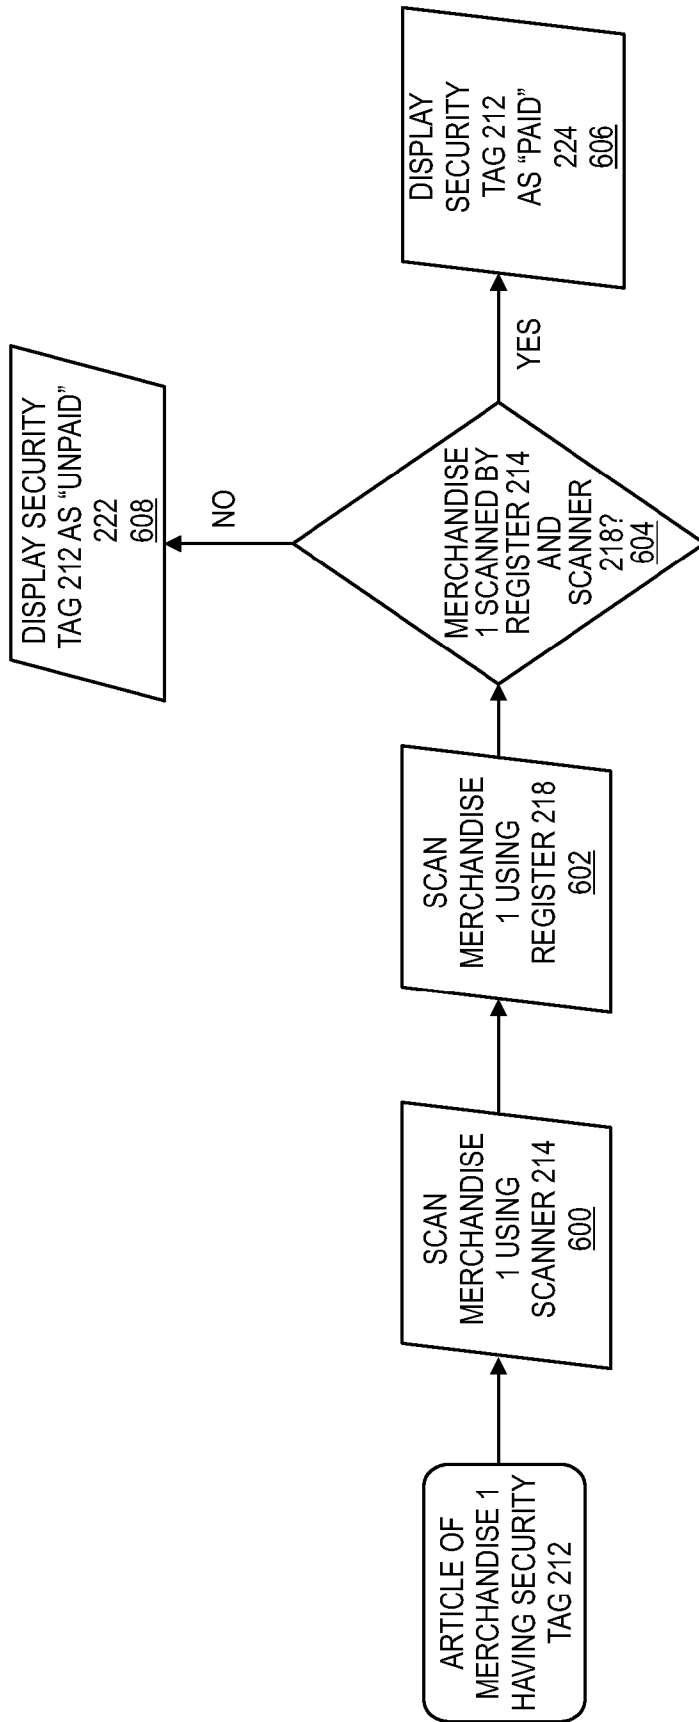 ARTICLE OF
MERCHANDISE 1
HAVING SECURITY
TAG 212
SCAN
MERCHANDISE
1 USING
SCANNER 214
600
SCAN
MERCHANDISE
1 USING
REGISTER 218
602
MERCHANDISE
1 SCANNED BY
REGISTER 214
AND
SCANNER
218?
604
NO
DISPLAY SECURITY
TAG 212 AS “UNPAID”
222
608
YES
DISPLAY
SECURITY
TAG 212
AS “PAID”
224
606